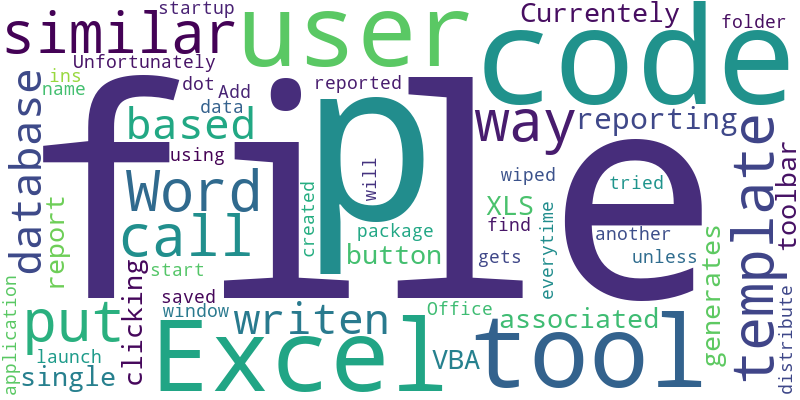 startup
similar
user
Currentely
folder
code
Unfortunately
ins
name
dot
Add
data
reported
file
p
way
reporting
database
based
using
Word
call
report
created
will
package
button
wiped
XLS
find
gets
everytime
tried
another
unless
template
toolbar
start
clicking
saved
window
put
writen
Office
associated
generates
distribute
application
launch
single
Excel
VBA
tool